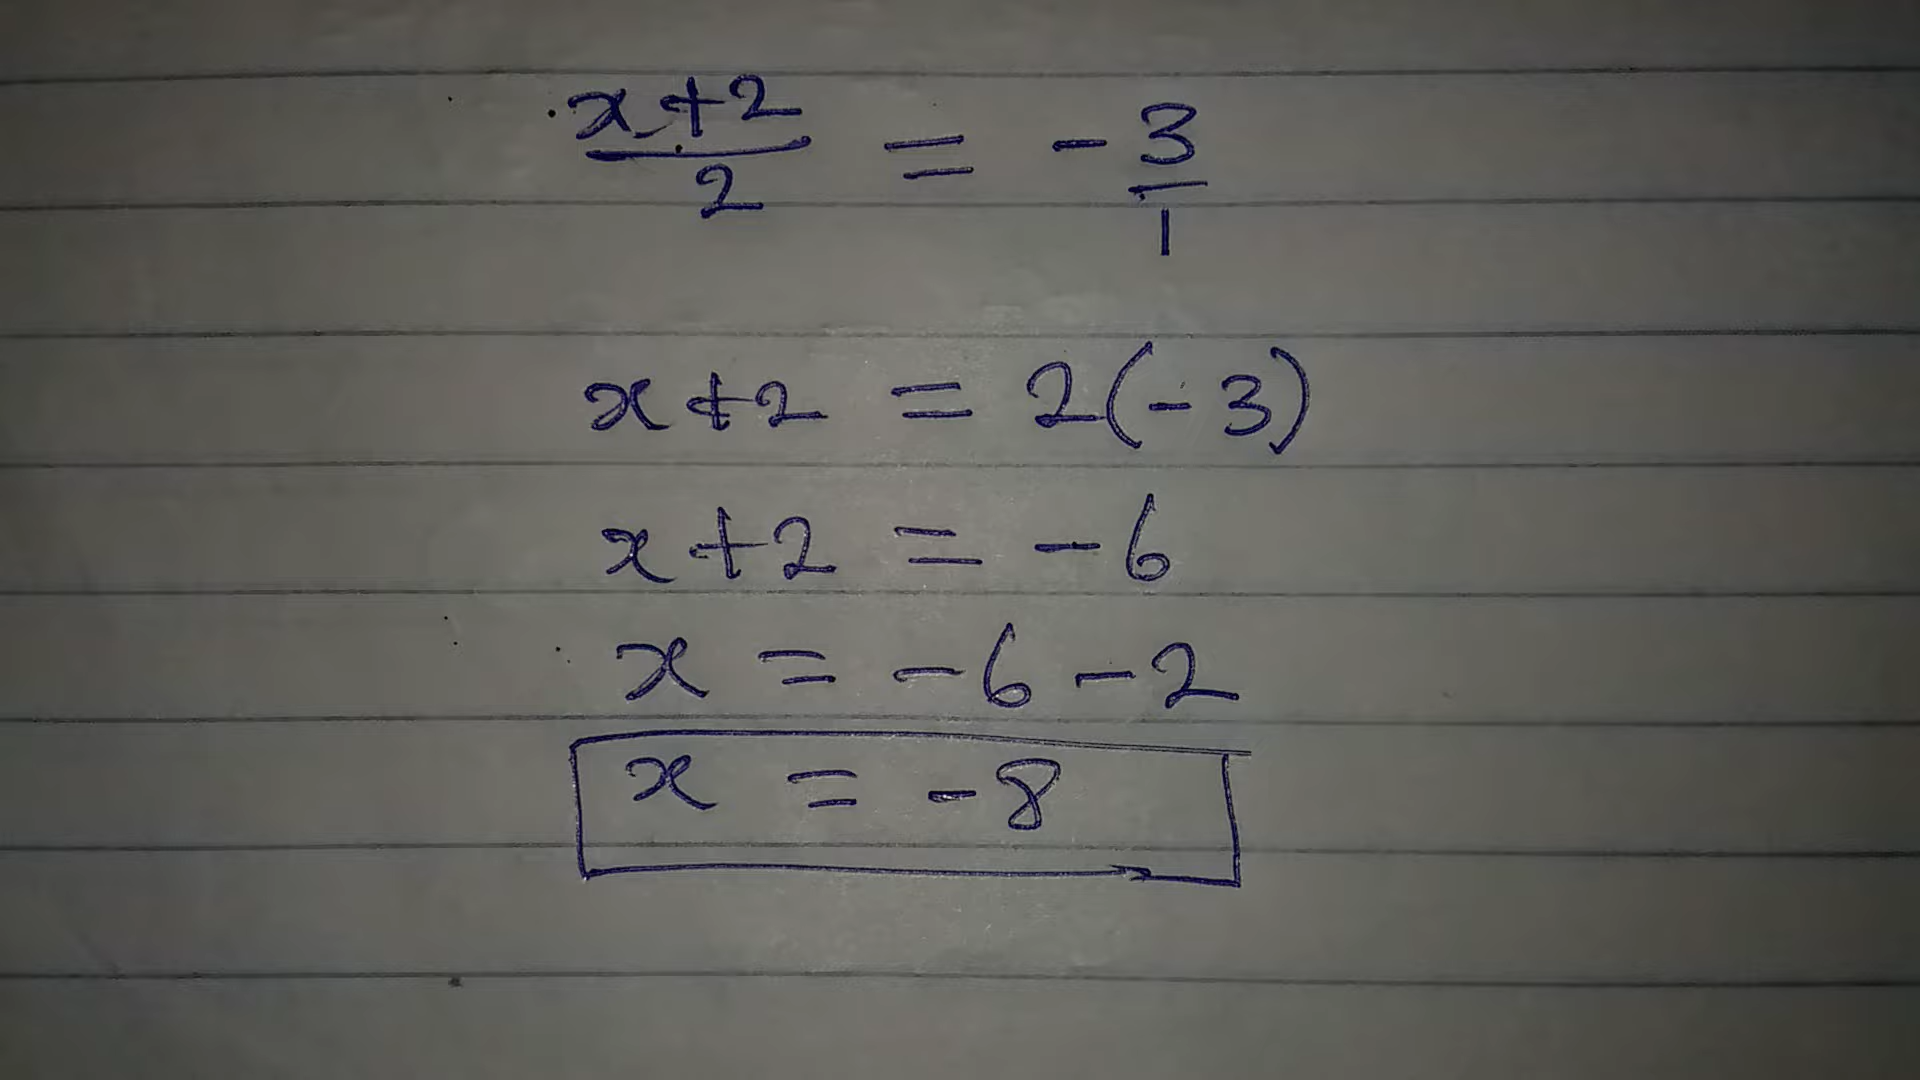 x+2/2 = -3/1
x+2 = 2(-3)
x+2 = -6
x = -6-2
x = -8